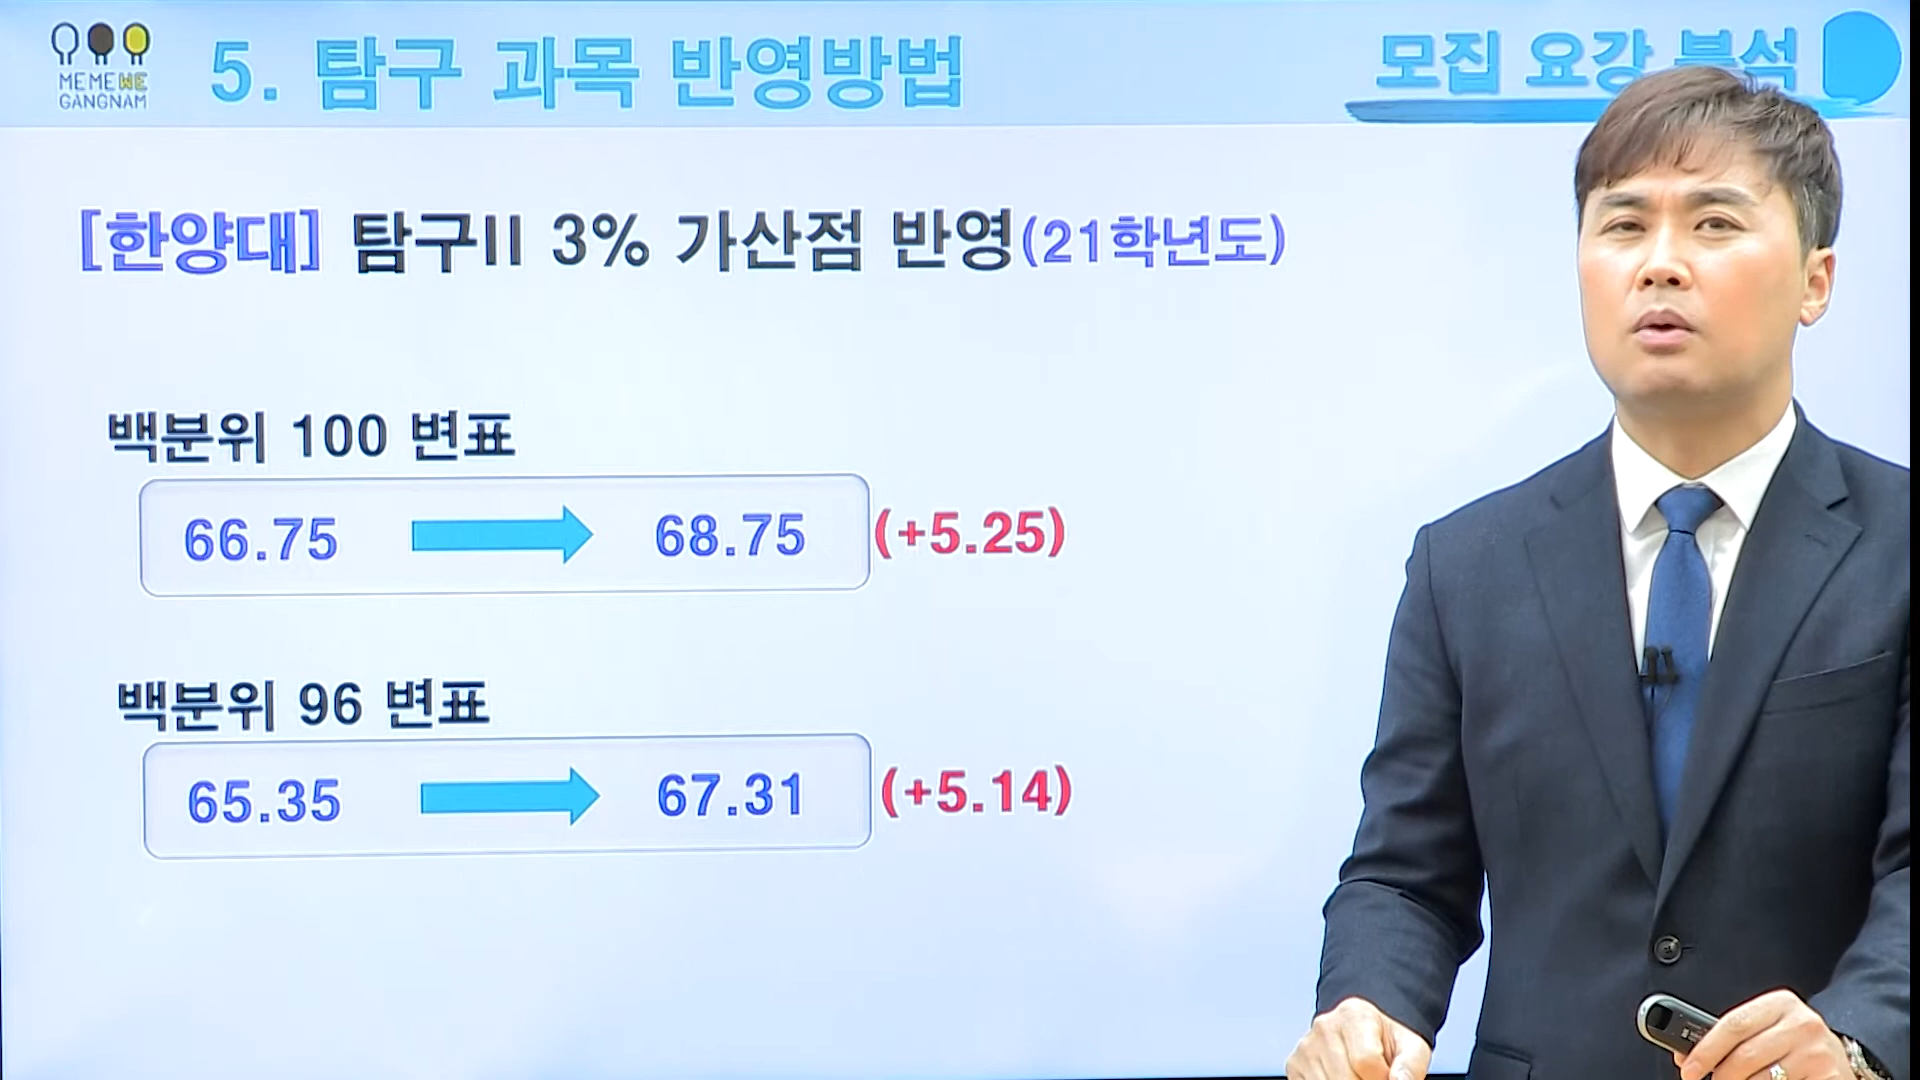 MEMEWE
GANGNAM
5. 탐구 과목 반영방법
모집 요강 분석
[한양대] 탐구II 3% 가산점 반영(21학년도)
백분위 100 변표
66.75 68.75 (+5.25)
백분위 96 변표
65.35 67.31 (+5.14)